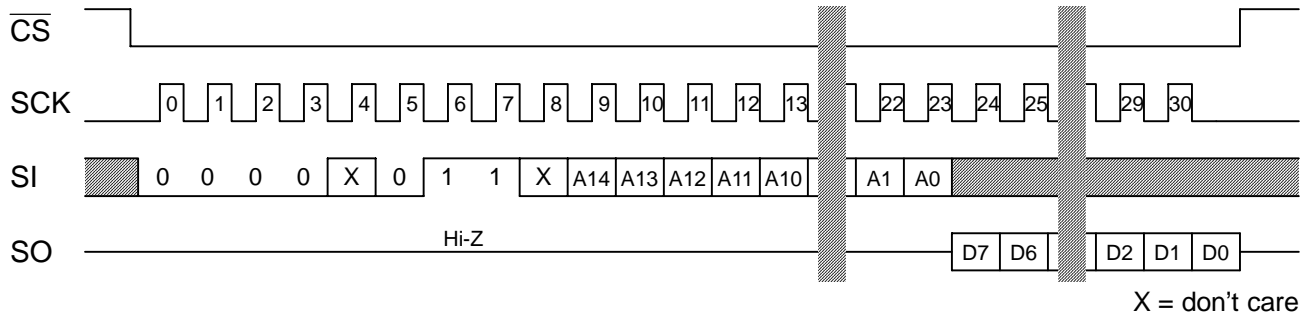 CS
SCK 0 1 2 3 4 5 6 7 8 9 10 11 12 13 22 23 24 25 29 30
SI 0 0 0 0 X 0 1 1 X A14 A13 A12 A11 A10 A1 A0
Hi-Z
SO D7 D6 D2 D1 D0
X = don't care